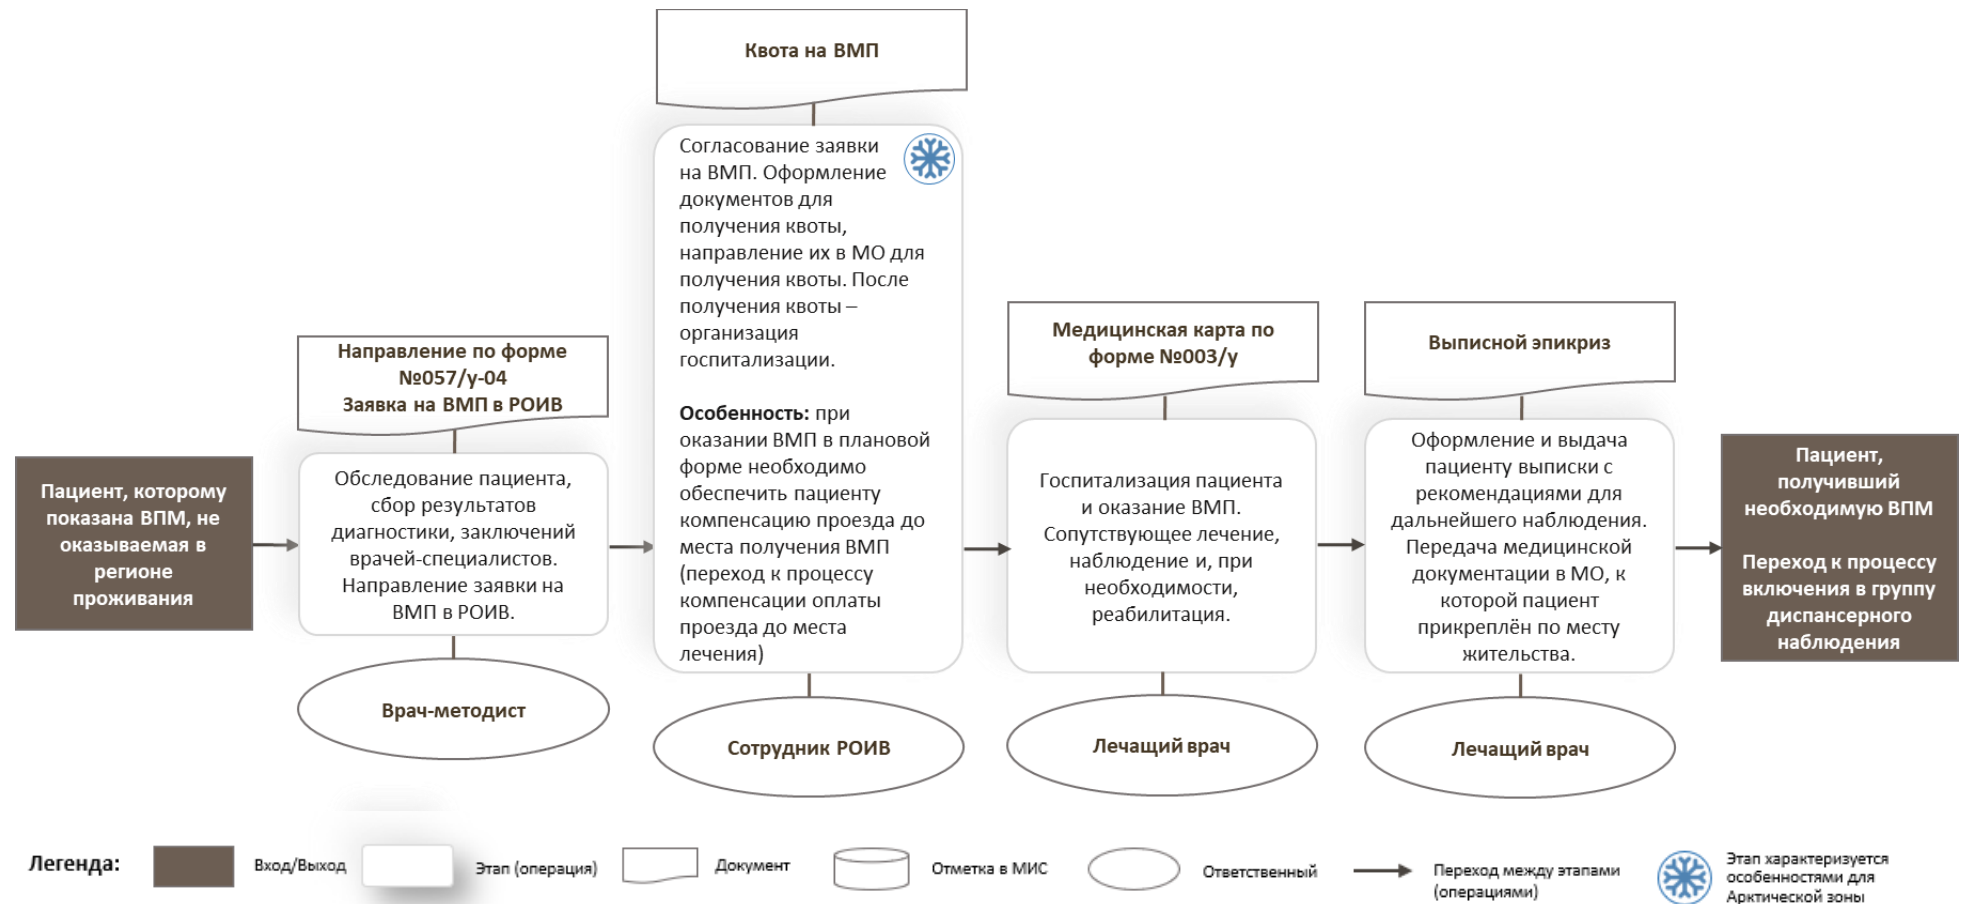 Квота на ВМП
Согласование заявки
на ВМП. Оформление
документов для
получения квоты,
направление их в МО для
получения квоты. После
получения квоты –
организация
госпитализации.
Особенность: при
оказании ВМП в плановой
форме необходимо
обеспечить пациенту
компенсацию проезда до
места получения ВМП
(переход к процессу
компенсации оплаты
проезда до места
лечения)
Сотрудник РОИВ
Пациент, которому
показана ВПМ, не
оказываемая в
регионе
проживания
Направление по форме
№057/у-04
Заявка на ВМП в РОИВ
Обследование пациента,
сбор результатов
диагностики, заключений
врачей-специалистов.
Направление заявки на
ВМП в РОИВ.
Врач-методист
Медицинская карта по
форме №003/у
Госпитализация пациента
и оказание ВМП.
Сопутствующее лечение,
наблюдение и, при
необходимости,
реабилитация.
Лечащий врач
Выписной эпикриз
Оформление и выдача
пациенту выписки с
рекомендациями для
дальнейшего наблюдения.
Передача медицинской
документации в МО, к
которой пациент
прикреплён по месту
жительства.
Лечащий врач
Пациент,
получивший
необходимую ВПМ
Переход к процессу
включения в группу
диспансерного
наблюдения
Легенда:
Вход/Выход
Этап (операция)
Документ
Отметка в МИС
Ответственный
Переход между этапами
(операциями)
Этап характеризуется
особенностями для
Арктической зоны